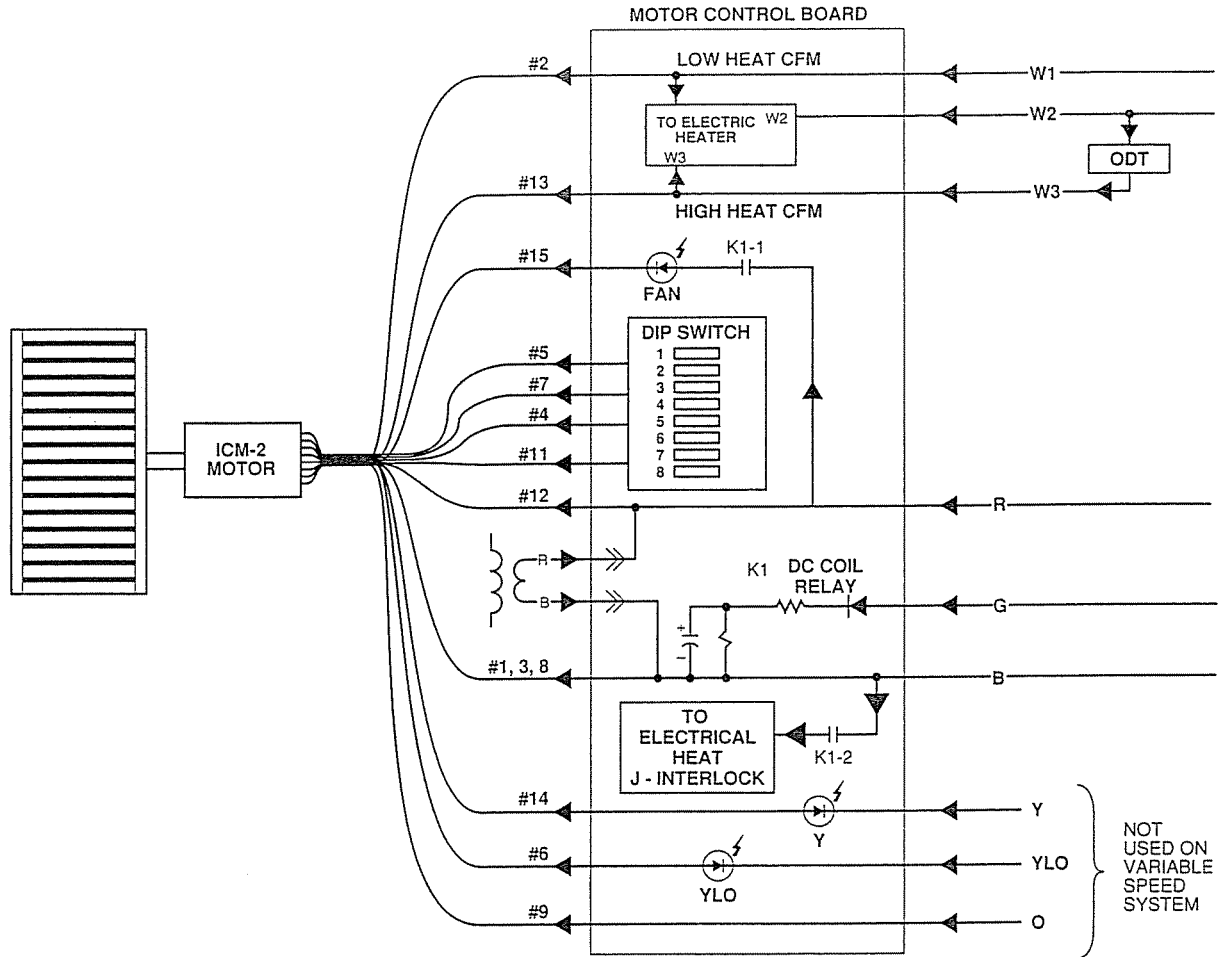 MOTOR CONTROL BOARD
#2
LOW HEAT CFM
W1
TO ELECTRIC
HEATER
W2
W3
W2
ODT
#13
HIGH HEAT CFM
W3
#15
K1-1
FAN
DIP SWITCH
1
2
3
4
5
6
7
8
#5
#7
#4
#11
#12
R
ICM-2
MOTOR
R
B
K1
DC COIL
RELAY
G
+
−
#1, 3, 8
B
TO
ELECTRICAL
HEAT
J - INTERLOCK
K1-2
#14
Y
Y
#6
YLO
YLO
#9
O
NOT
USED ON
VARIABLE
SPEED
SYSTEM